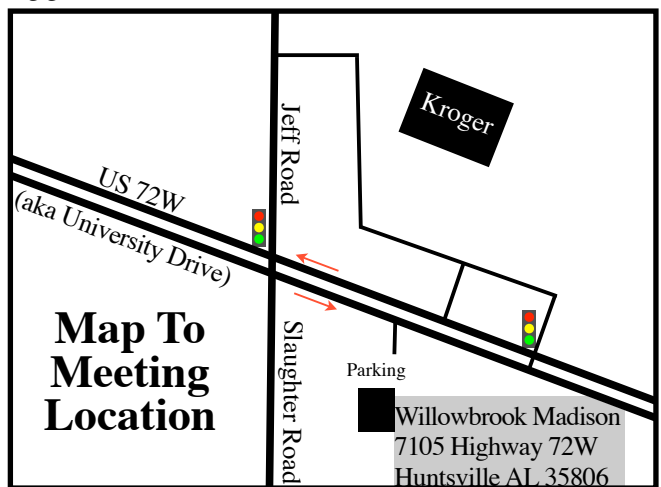 Jeff Road
Kroger
US 72W
(aka University Drive)
Map To
Meeting
Location
Slaughter Road
Parking
Willowbrook Madison
7105 Highway 72W
Huntsville AL 35806